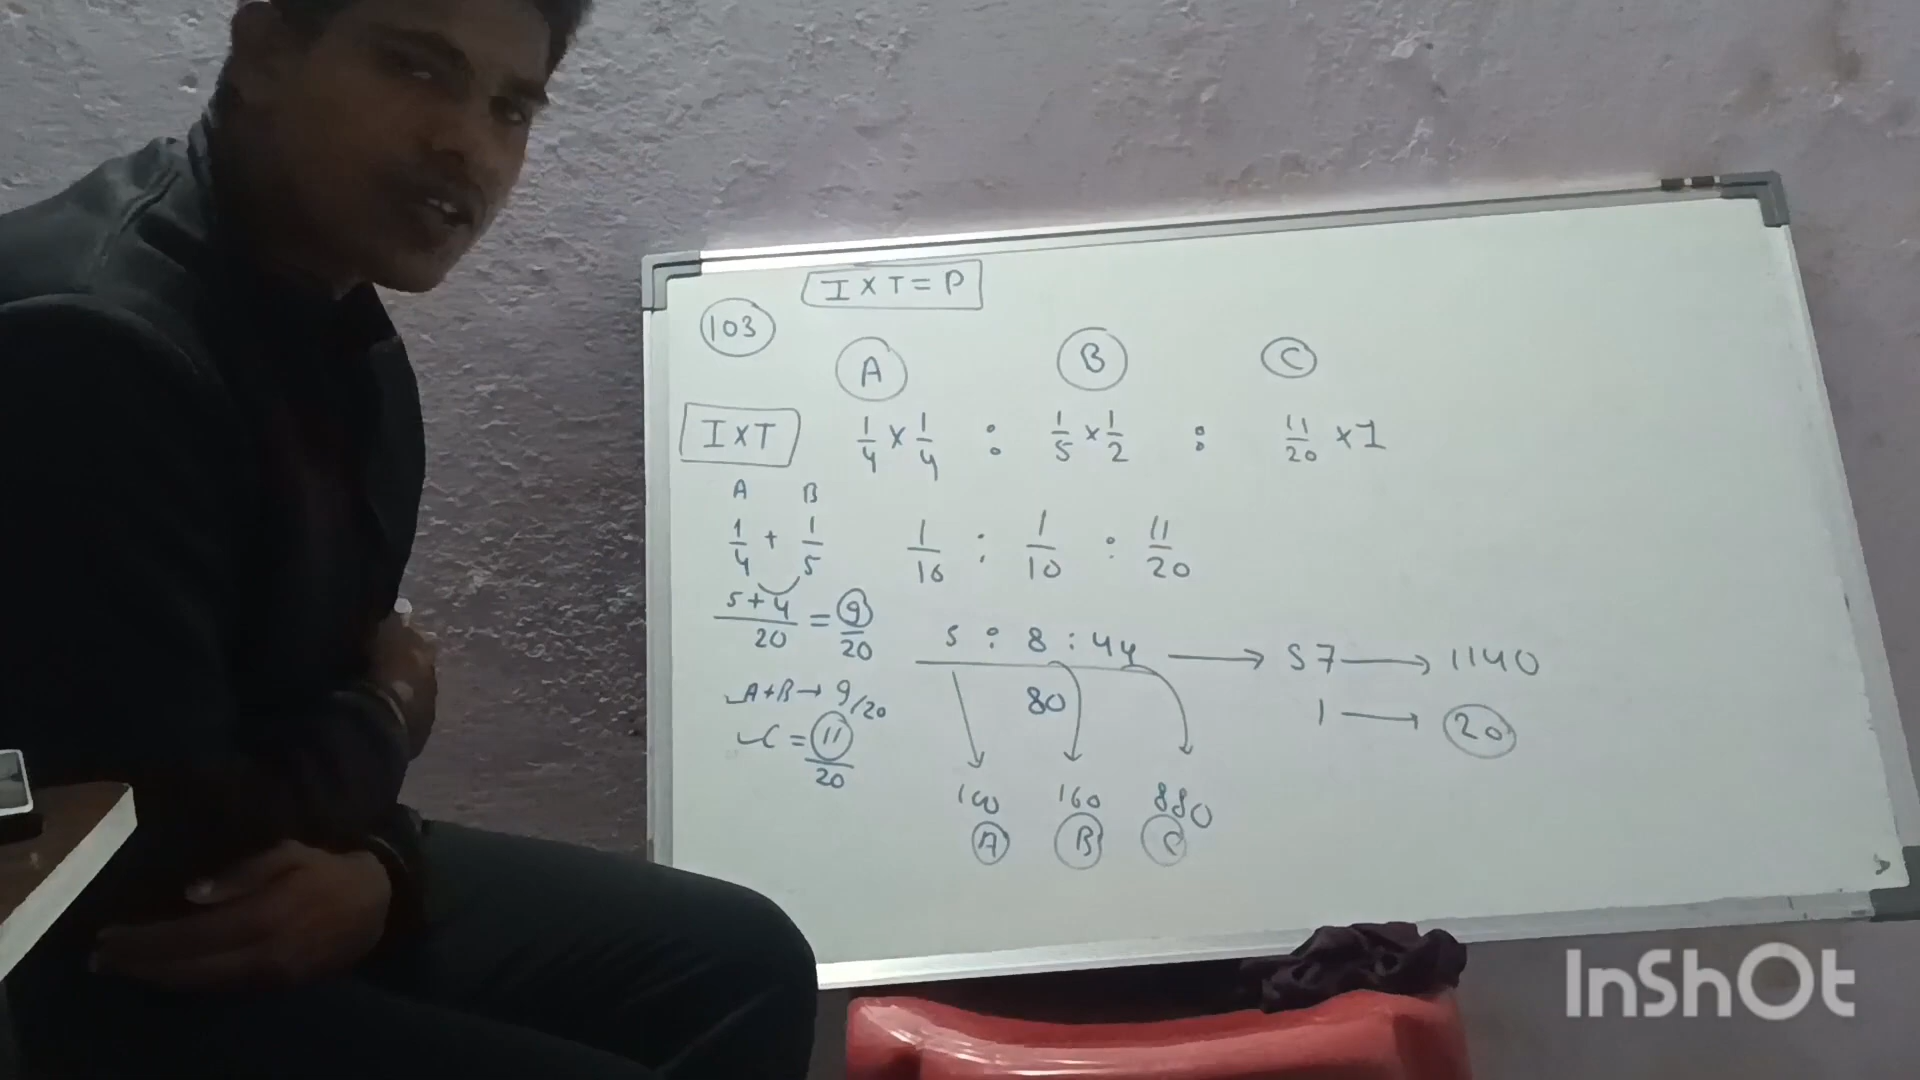 I X T = P
103
A B C
I X T 1/4 x 1/4 : 1/5 x 1/2 : 11/20 x 1
A B
1/4 + 1/5 1/16 : 1/10 : 11/20
5+4/20 = 9/20
5 : 8 : 44 → 57 → 1140
80
1 → 20
A+B → 9/20
C = 11/20
100 160 880
A B C
InShOt